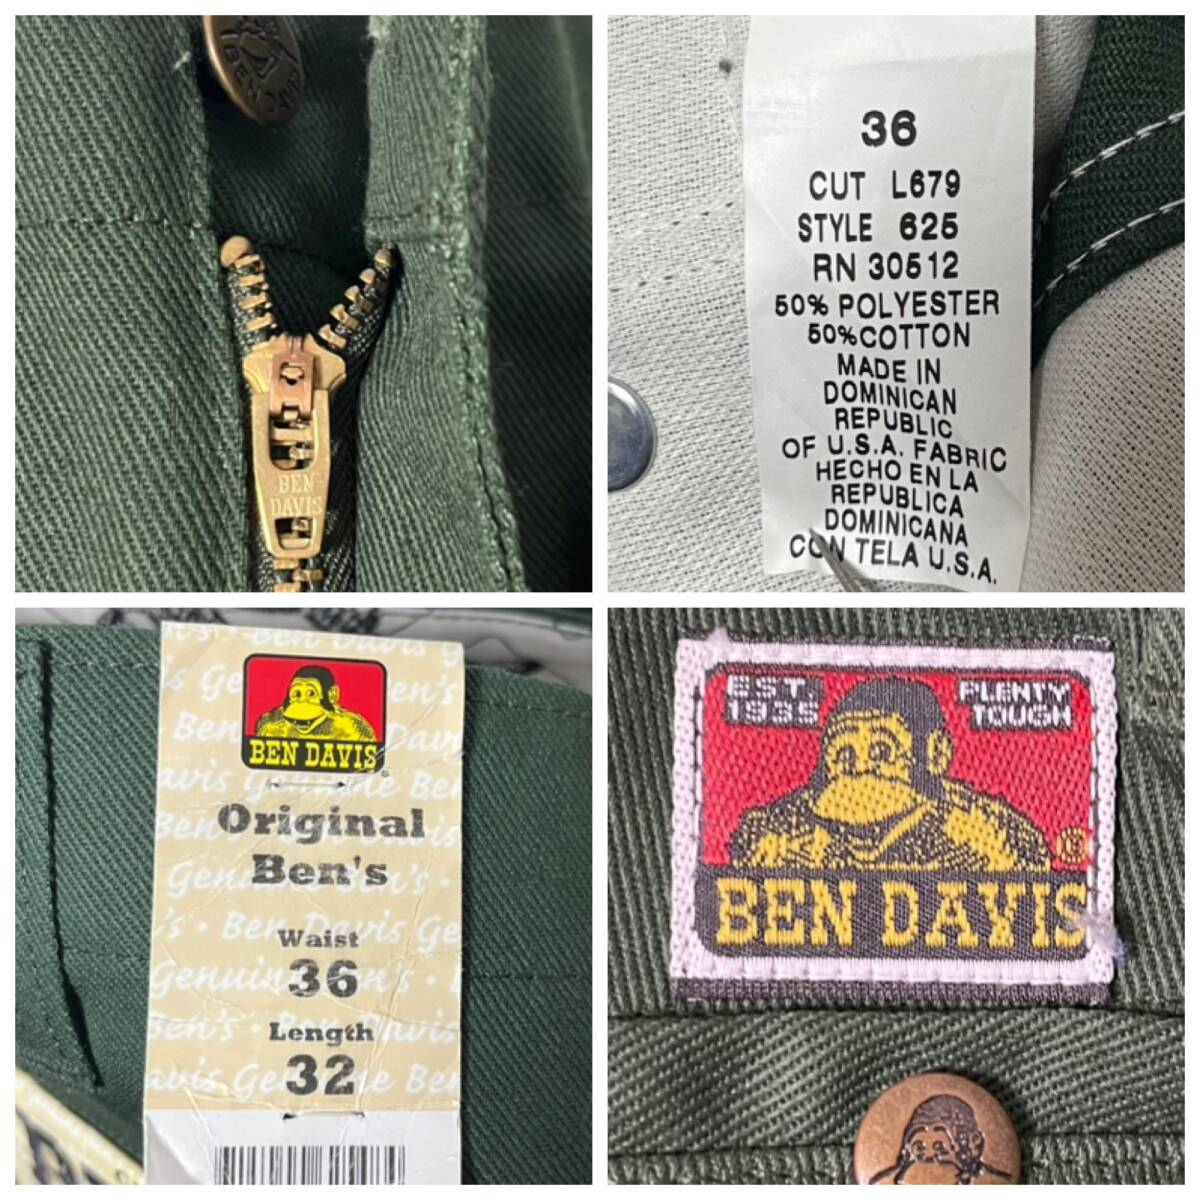 BEN DAVIS
BEN
DAVIS
36
CUT L679
STYLE 625
RN 30512
50% POLYESTER
50%COTTON
MADE IN
DOMINICAN
REPUBLIC
OF U.S.A. FABRIC
HECHO EN LA
REPUBLICA
DOMINICANA
CON TELA U.S.A.
BEN DAVIS
Original
Ben's
Waist
36
Length
32
EST. PLENTY
1935 TOUGH
BEN DAVIS